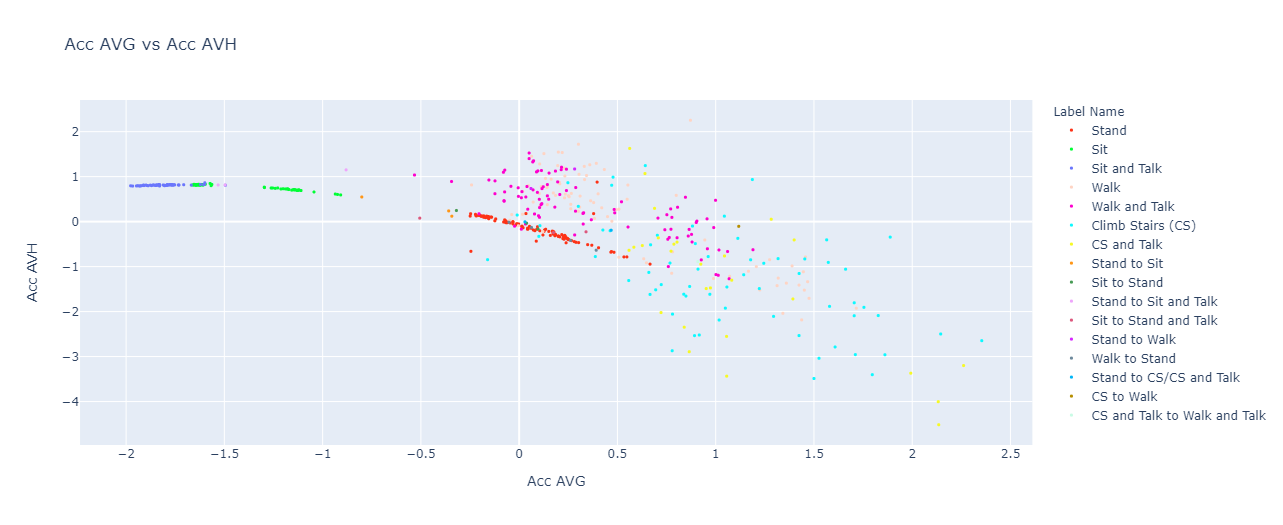 Acc AVG vs Acc AVH
Label Name
Stand
Sit
Sit and Talk
Walk
Walk and Talk
Climb Stairs (CS)
CS and Talk
Stand to Sit
Sit to Stand
Stand to Sit and Talk
Sit to Stand and Talk
Stand to Walk
Walk to Stand
Stand to CS/CS and Talk
CS to Walk
CS and Talk to Walk and Talk
Acc AVH
2
1
0
−1
−2
−3
−4
−2 −1.5 −1 −0.5 0 0.5 1 1.5 2 2.5
Acc AVG